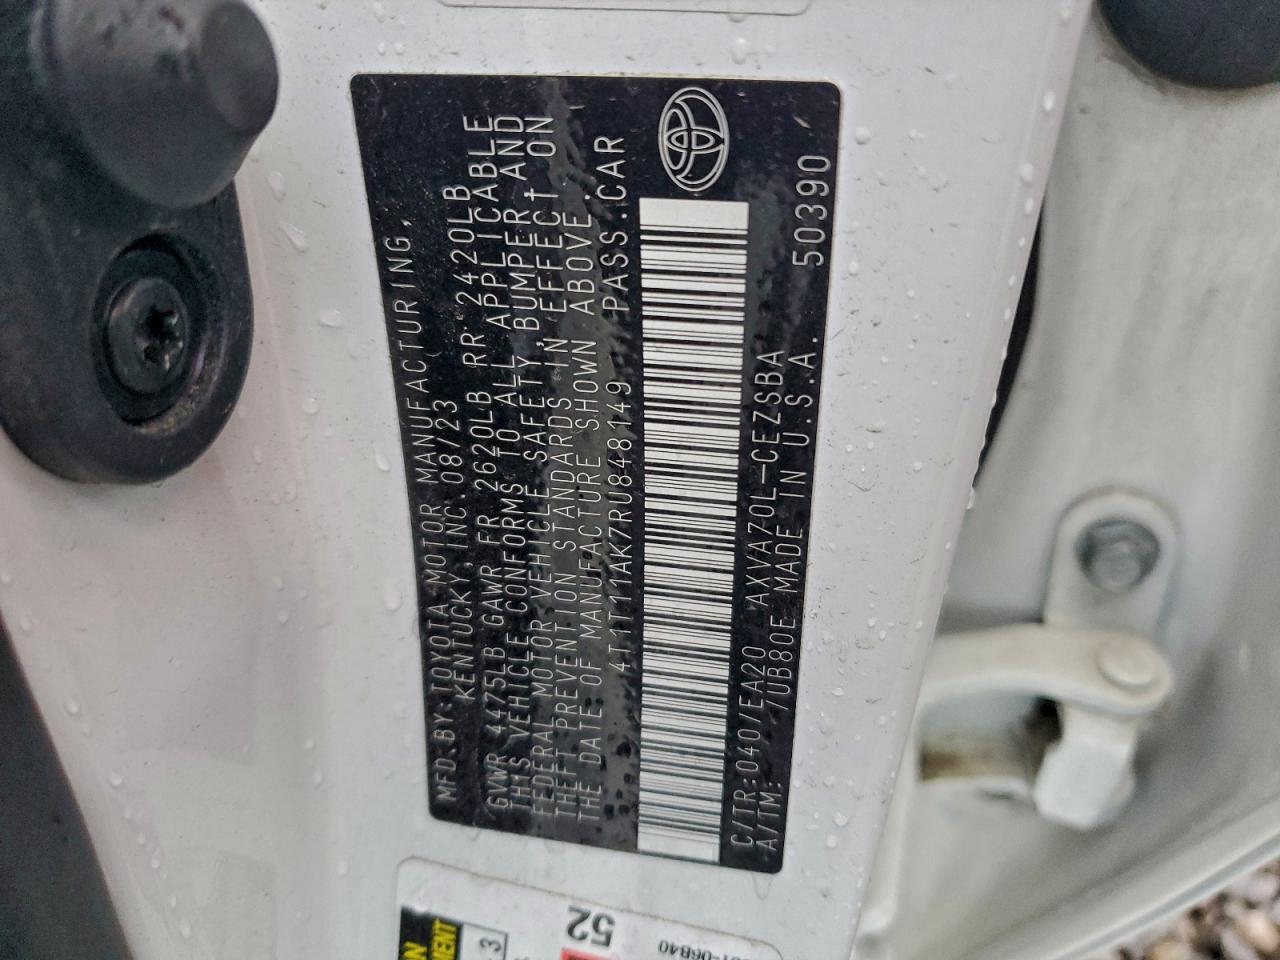 MFD.BY:TOYOTA MOTOR MANUFACTURING,
KENTUCKY,INC. 08/23
GVWR 4475LB GAWR FR 2620LB RR 2420LB
THIS VEHICLE CONFORMS TO ALL APPLICABLE
FEDERAL MOTOR VEHICLE SAFETY,BUMPER,AND
THEFT PREVENTION STANDARDS IN EFFECT ON
THE DATE OF MANUFACTURE SHOWN ABOVE.
4T1T11AK7RU848149 PASS.CAR
C/TR:040/EA20 AXVA70L-CEZSBA 50390
A/TM: /UB80E MADE IN U.S.A.
52
3